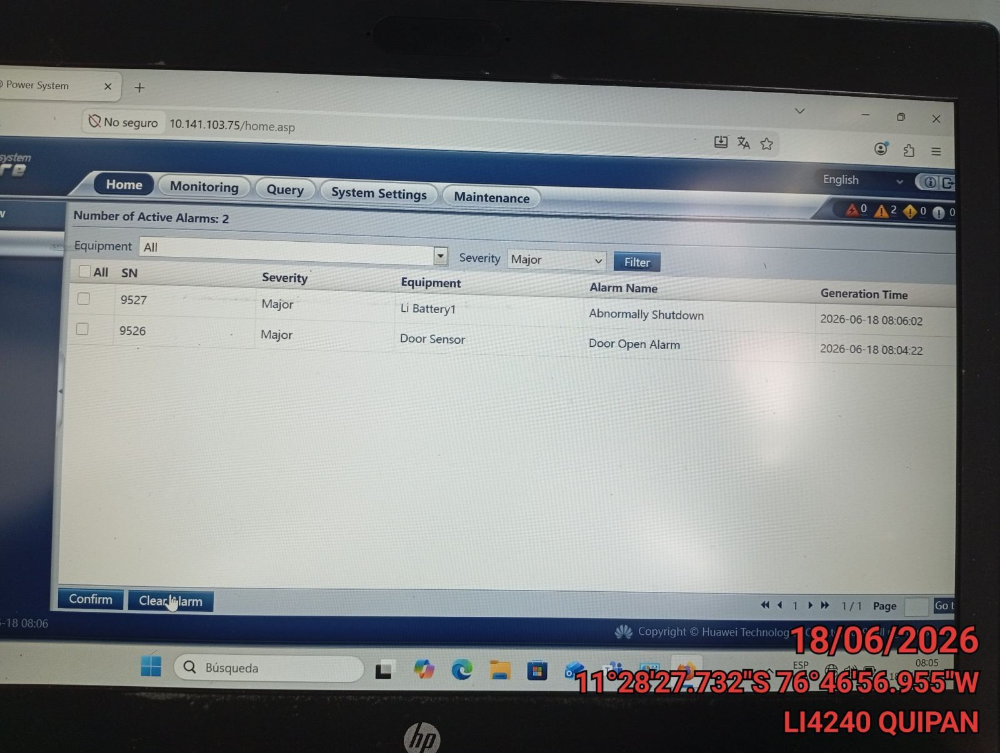 Power System
No seguro 10.141.103.75/home.asp
system
re
English
Home Monitoring Query System Settings Maintenance
0 2 0 0
Number of Active Alarms: 2
Equipment All Severity Major Filter
All SN Severity Equipment Alarm Name Generation Time
9527 Major Li Battery1 Abnormally Shutdown 2026-06-18 08:06:02
9526 Major Door Sensor Door Open Alarm 2026-06-18 08:04:22
Confirm Clear Alarm
1 1 / 1 Page Go t
-18 08:06
Copyright © Huawei Technolog
Búsqueda
ESP
08:05
18/06/2026
11°28'27.732"S 76°46'56.955"W
LI4240 QUIPAN
hp